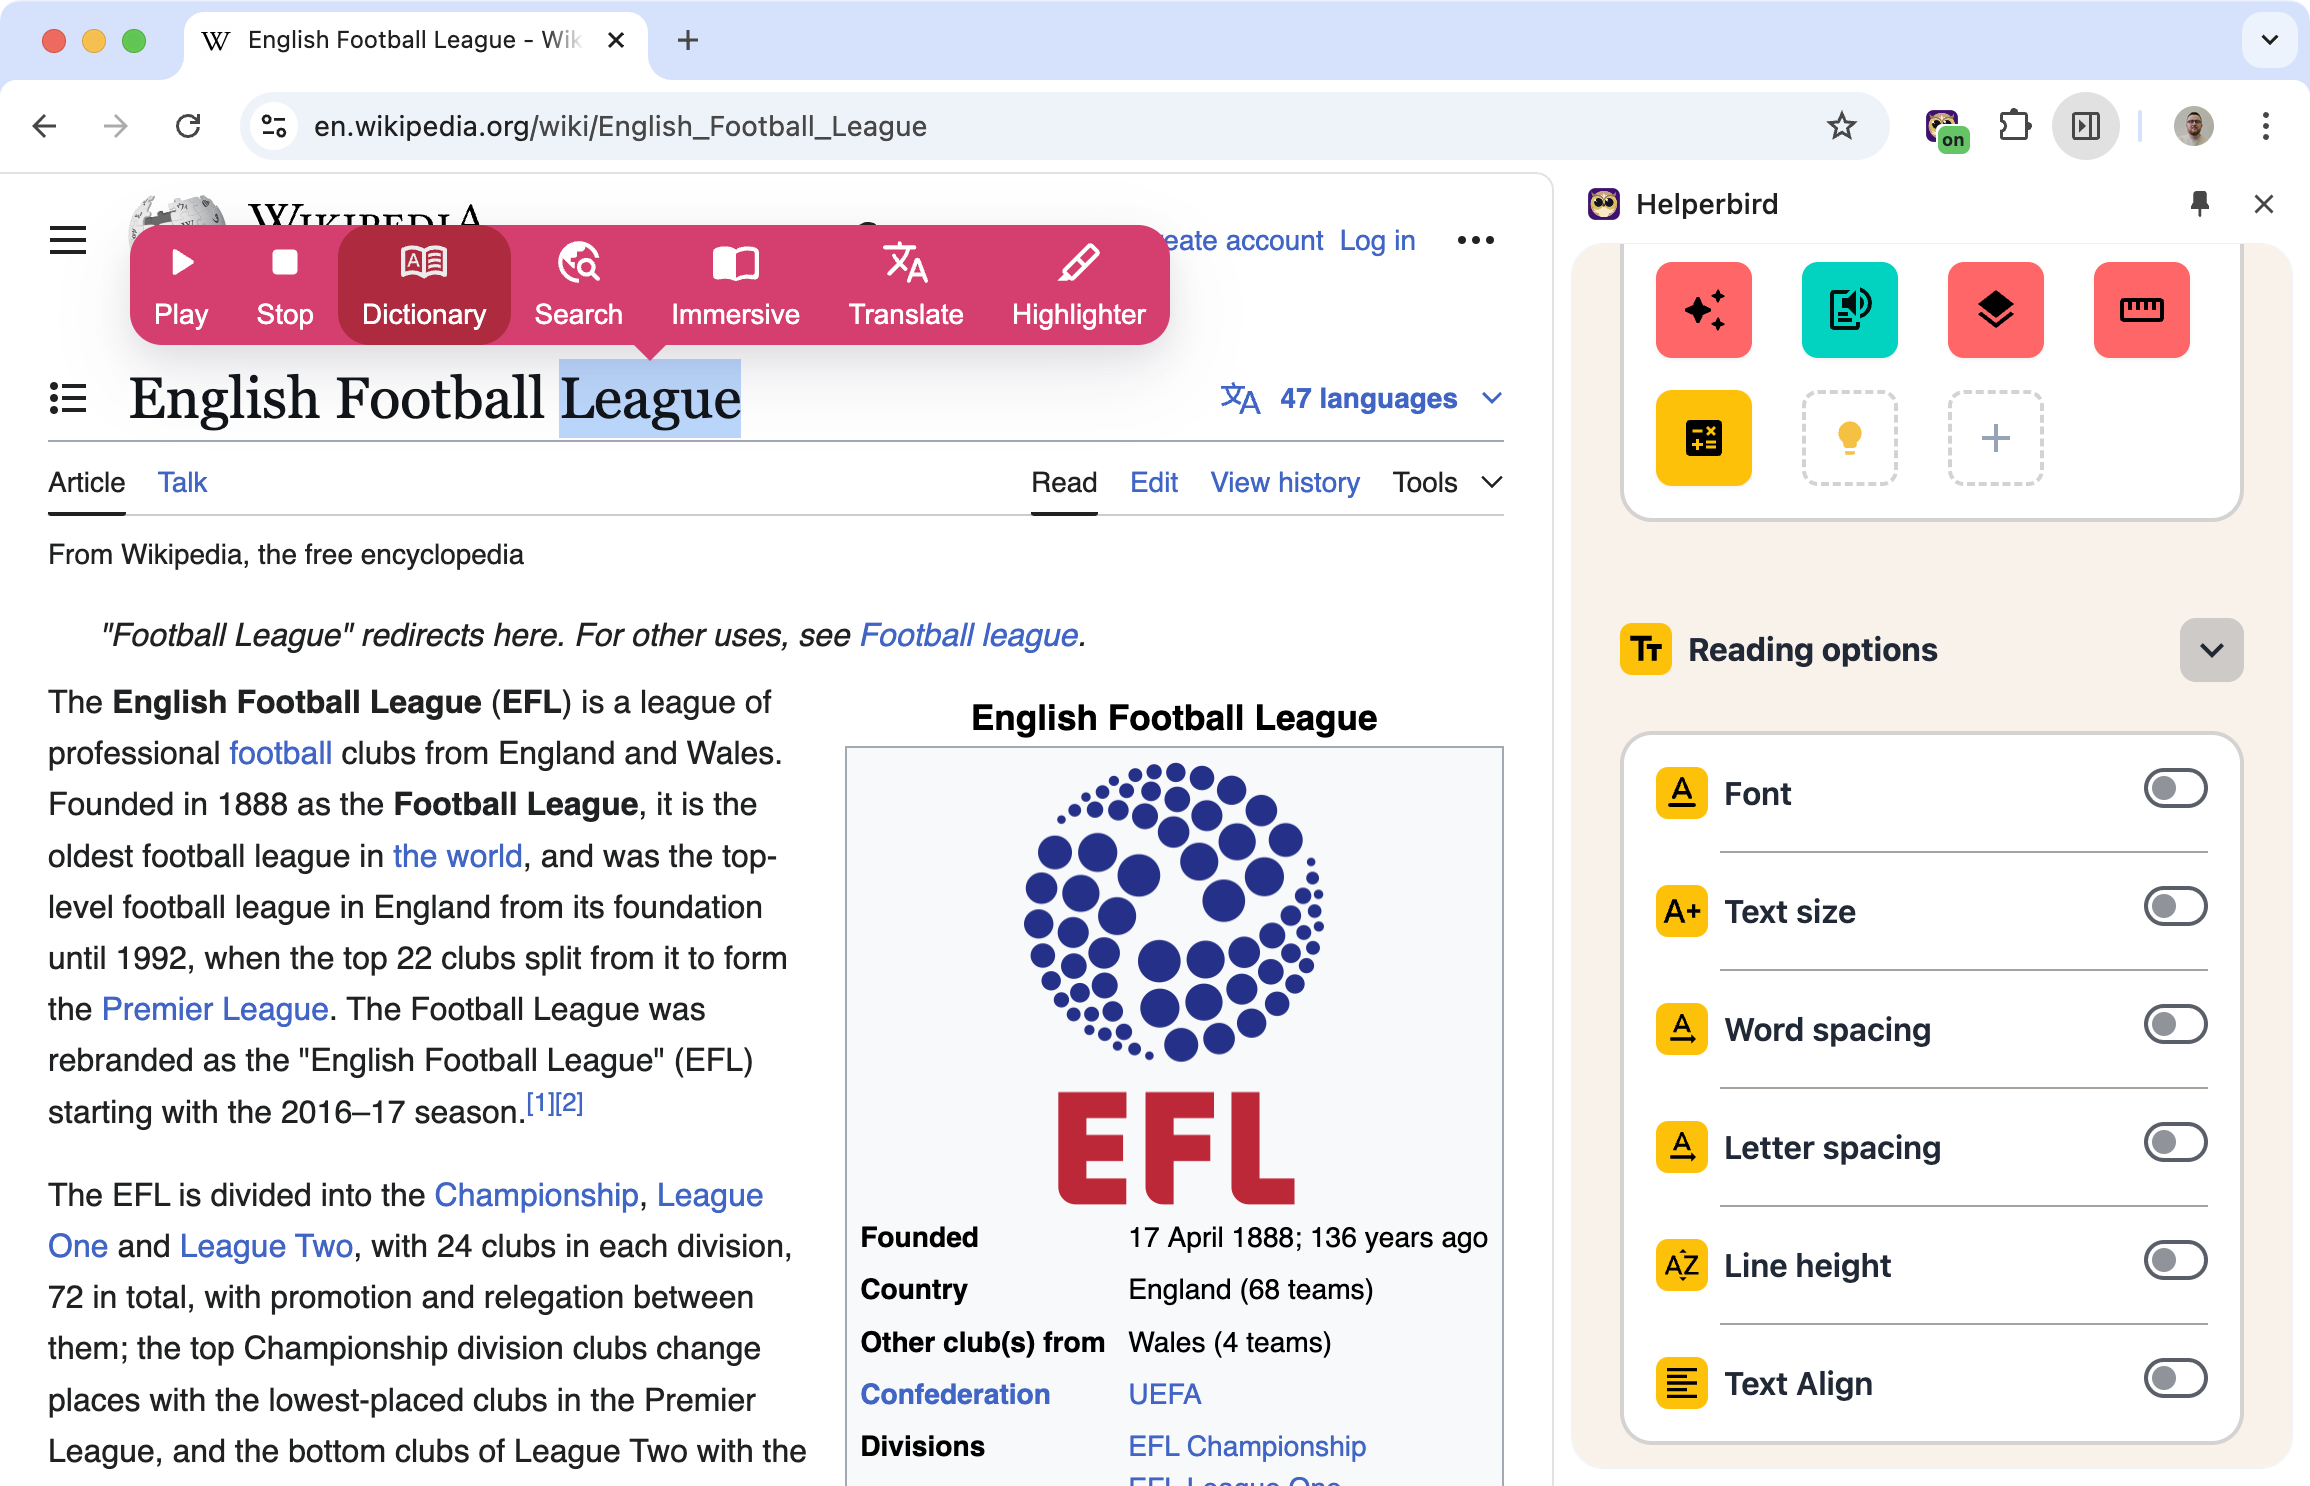 English Football League - Wik
en.wikipedia.org/wiki/English_Football_League
on
Helperbird
WIKIPEDIA
eate account Log in
Play
Stop
Dictionary
Search
Immersive
Translate
Highlighter
English Football League
47 languages
Article Talk
Read Edit View history Tools
From Wikipedia, the free encyclopedia
"Football League" redirects here. For other uses, see Football league.
The English Football League (EFL) is a league of
professional football clubs from England and Wales.
Founded in 1888 as the Football League, it is the
oldest football league in the world, and was the top-
level football league in England from its foundation
until 1992, when the top 22 clubs split from it to form
the Premier League. The Football League was
rebranded as the "English Football League" (EFL)
starting with the 2016–17 season.[1][2]
The EFL is divided into the Championship, League
One and League Two, with 24 clubs in each division,
72 in total, with promotion and relegation between
them; the top Championship division clubs change
places with the lowest-placed clubs in the Premier
League, and the bottom clubs of League Two with the
English Football League
EFL
Founded 17 April 1888; 136 years ago
Country England (68 teams)
Other club(s) from Wales (4 teams)
Confederation UEFA
Divisions EFL Championship
EFL League One
Reading options
Font
Text size
Word spacing
Letter spacing
Line height
Text Align